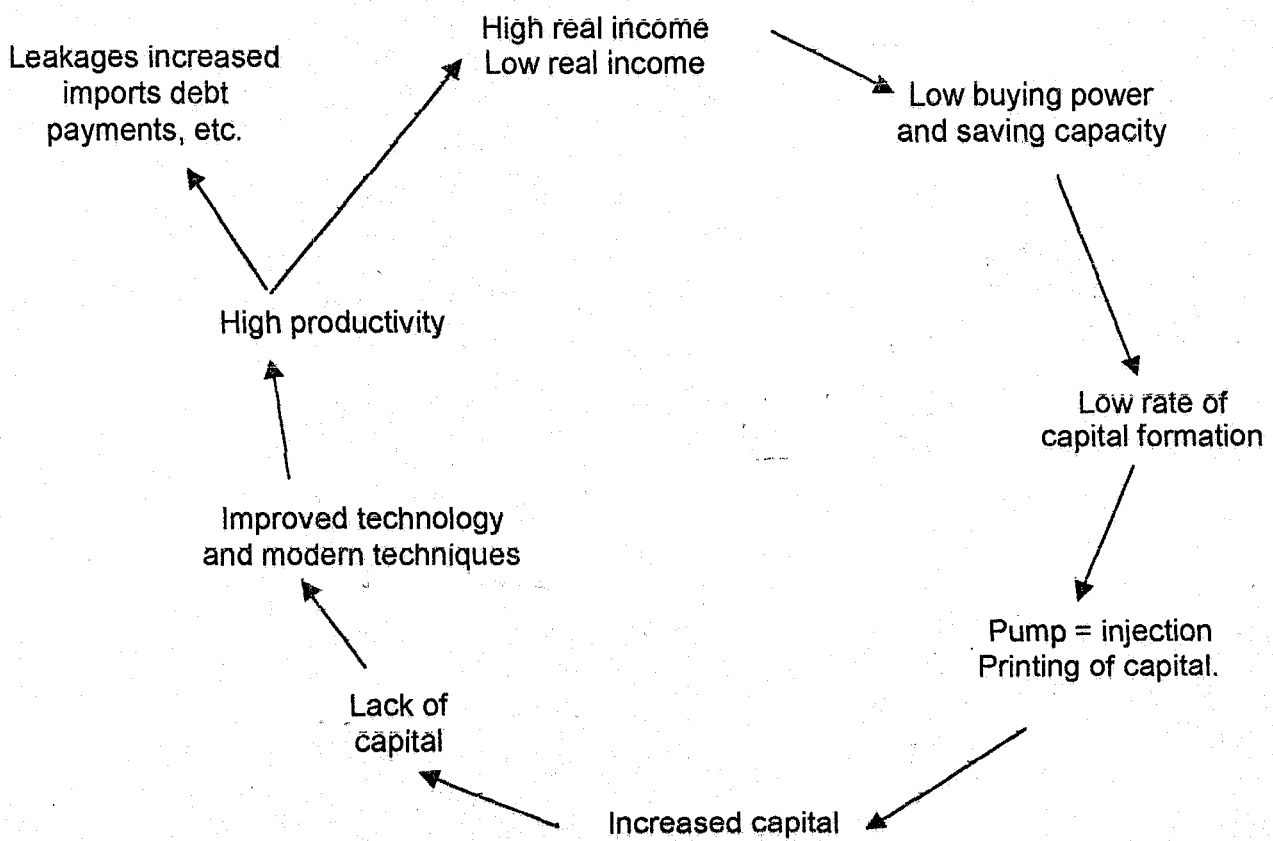 High real income
Low real income
Leakages increased
imports debt
payments, etc.
Low buying power
and saving capacity
High productivity
Low rate of
capital formation
Improved technology
and modern techniques
Pump = injection
Printing of capital.
Lack of
capital
Increased capital